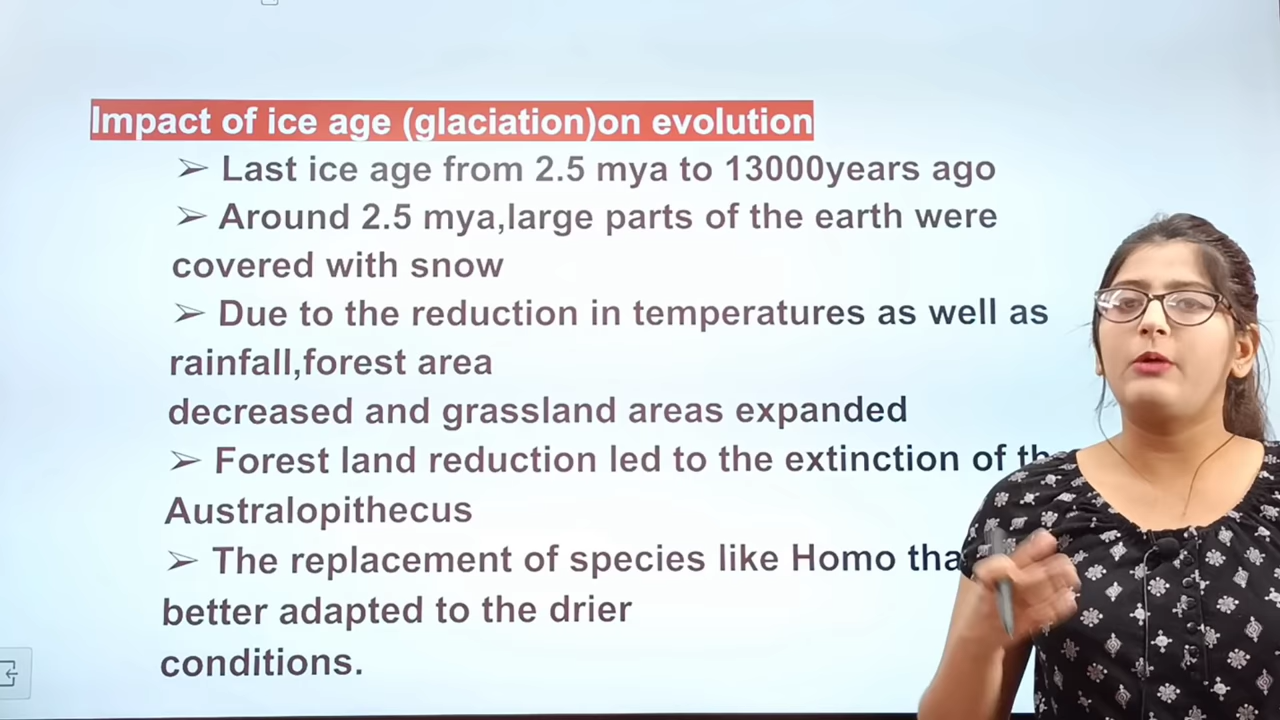 Impact of ice age (glaciation)on evolution
➢ Last ice age from 2.5 mya to 13000years ago
➢ Around 2.5 mya,large parts of the earth were
covered with snow
➢ Due to the reduction in temperatures as well as
rainfall,forest area
decreased and grassland areas expanded
➢ Forest land reduction led to the extinction of
Australopithecus
➢ The replacement of species like Homo
better adapted to the drier
conditions.